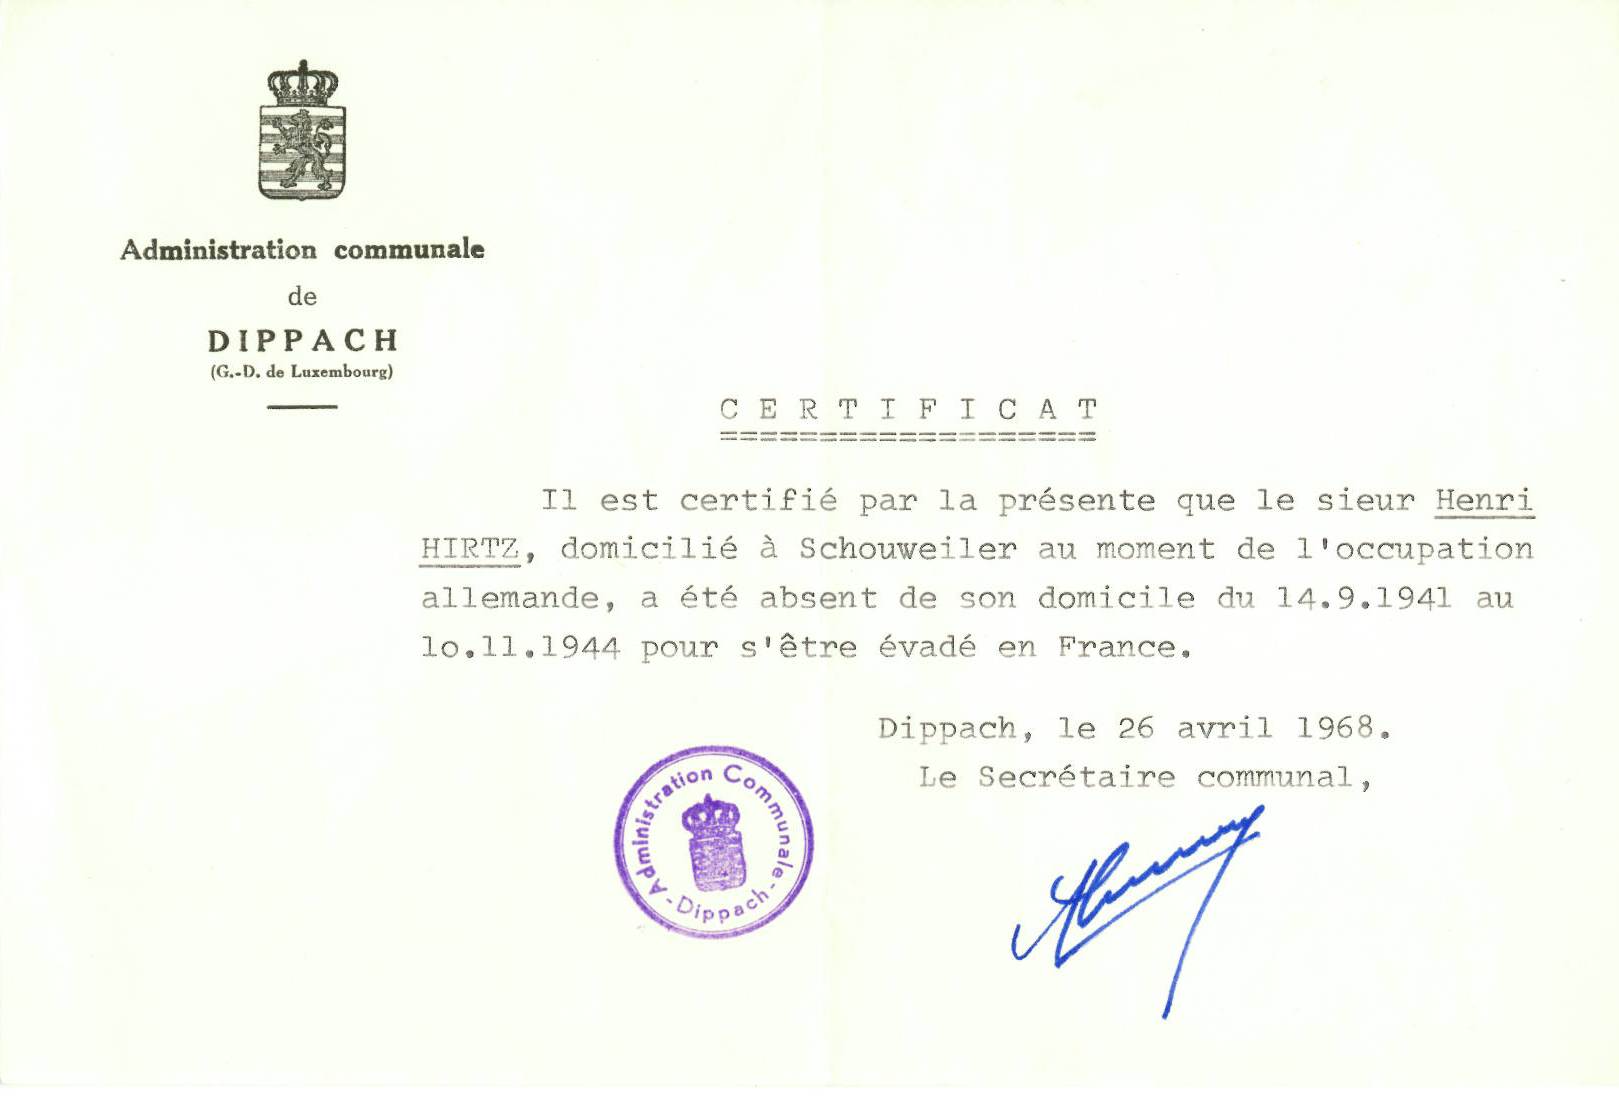 Administration communale
de
DIPPACH
(G.-D. de Luxembourg)
C E R T I F I C A T
===================
Il est certifié par la présente que le sieur Henri
HIRTZ, domicilié à Schouweiler au moment de l'occupation
allemande, a été absent de son domicile du 14.9.1941 au
lo.11.1944 pour s'être évadé en France.
Dippach, le 26 avril 1968.
Le Secrétaire communal,
Administration Communale
- Dippach -